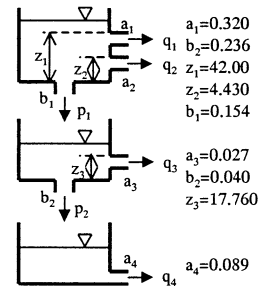 a₁
z₁
z₂
q₁
q₂
a₂
b₁
p₁
a₁=0.320
b₂=0.236
z₁=42.00
z₂=4.430
b₁=0.154
z₃
q₃
a₃
b₂
p₂
a₃=0.027
b₂=0.040
z₃=17.760
a₄
q₄
a₄=0.089